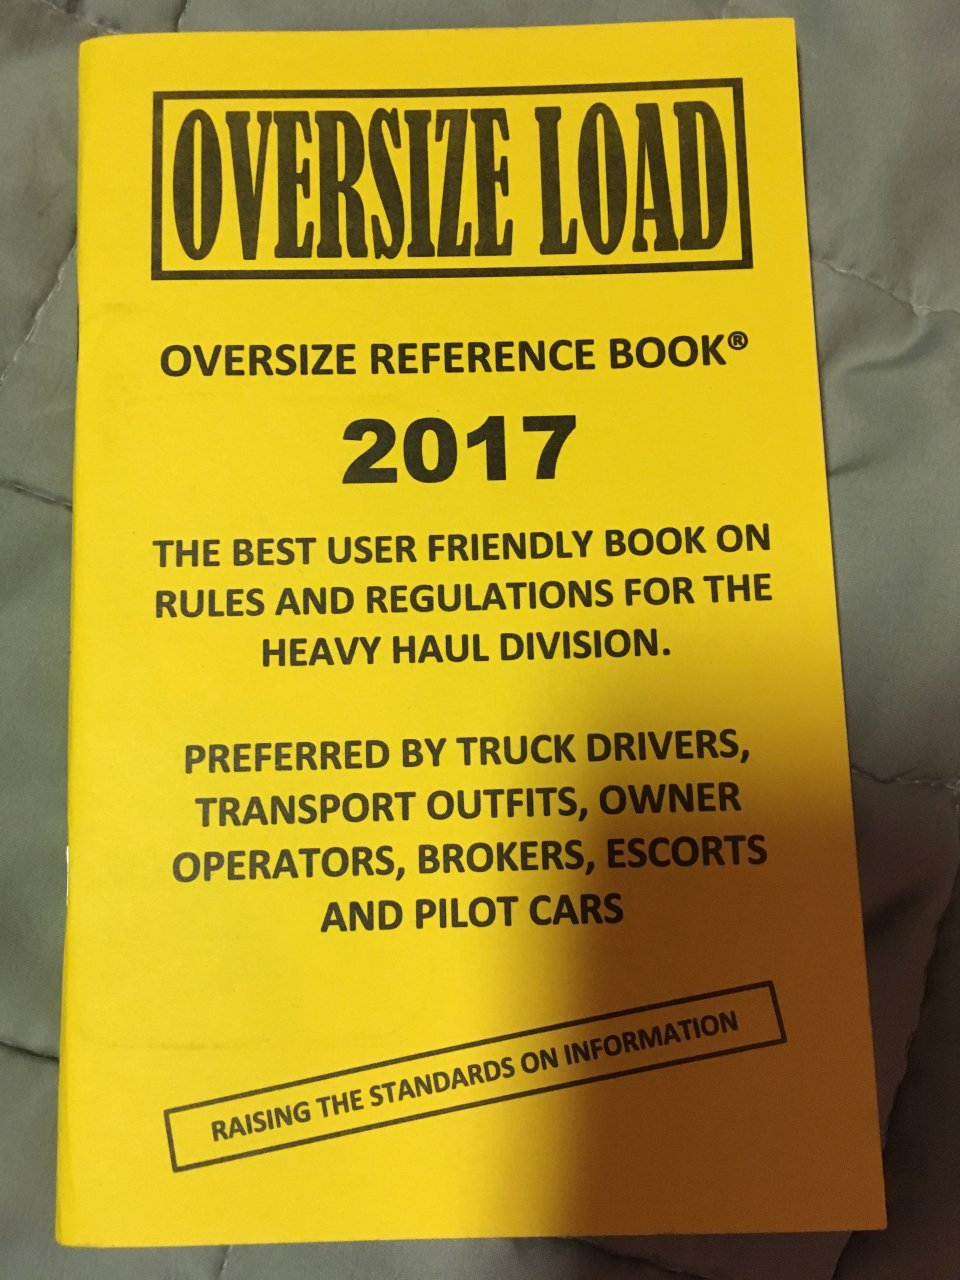 OVERSIZE LOAD
OVERSIZE REFERENCE BOOK®
2017
THE BEST USER FRIENDLY BOOK ON
RULES AND REGULATIONS FOR THE
HEAVY HAUL DIVISION.
PREFERRED BY TRUCK DRIVERS,
TRANSPORT OUTFITS, OWNER
OPERATORS, BROKERS, ESCORTS
AND PILOT CARS
RAISING THE STANDARDS ON INFORMATION